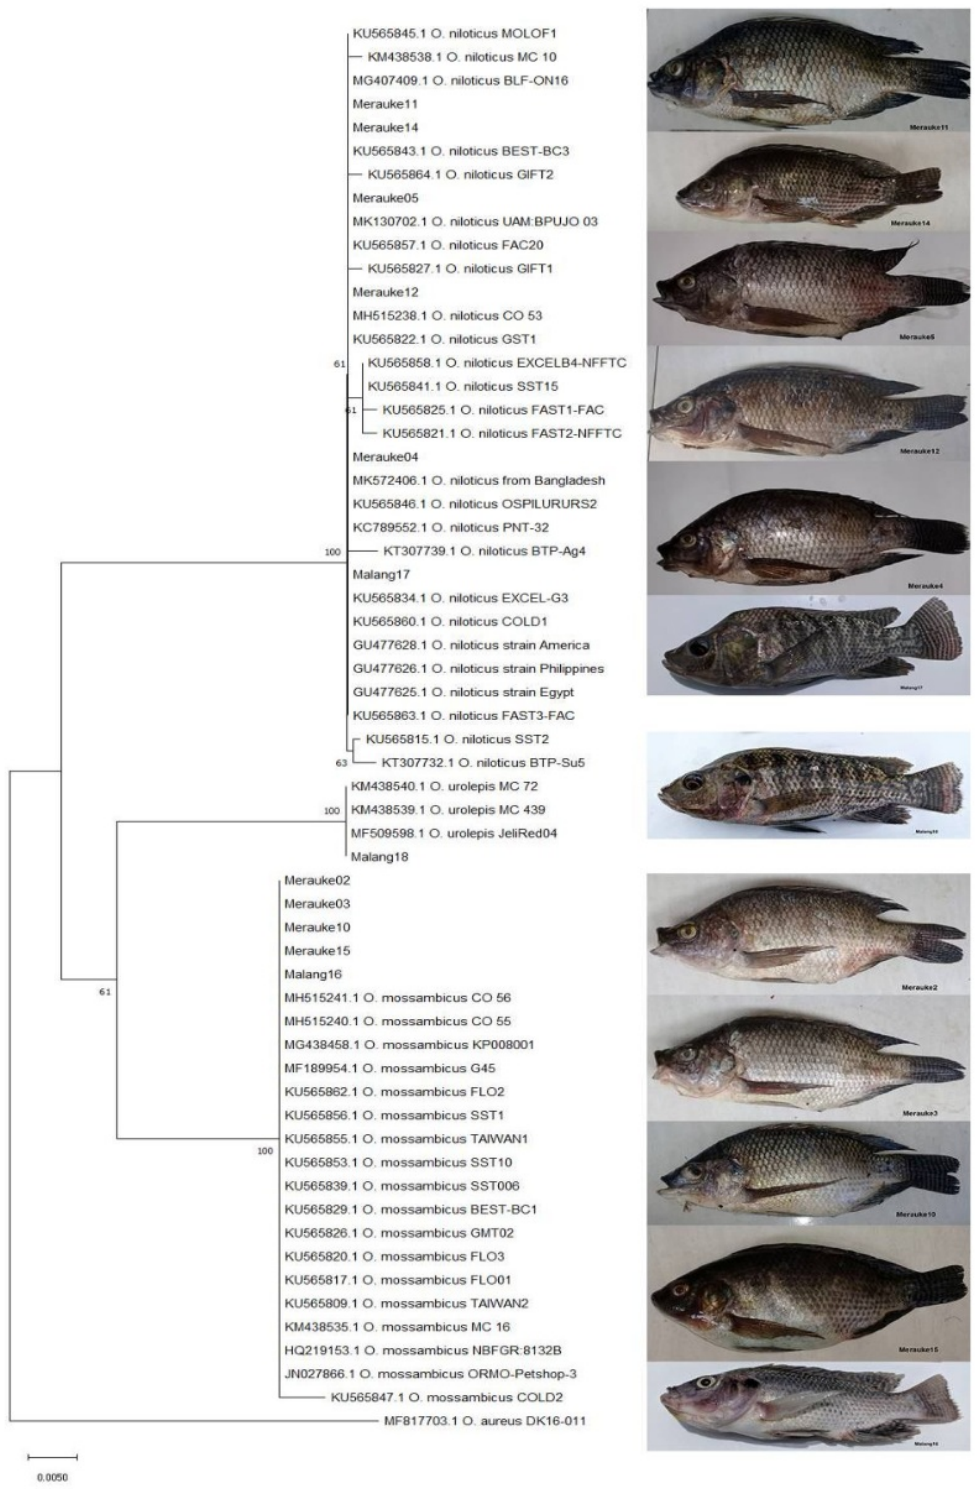 KU565845.1 O. niloticus MOLOF1
KM438538.1 O. niloticus MC 10
MG407409.1 O. niloticus BLF-ON16
Merauke11
Merauke14
KU565843.1 O. niloticus BEST-BC3
KU565864.1 O. niloticus GIFT2
Merauke05
MK130702.1 O. niloticus UAM:BPUJO 03
KU565857.1 O. niloticus FAC20
KU565827.1 O. niloticus GIFT1
Merauke12
MH515238.1 O. niloticus CO 53
KU565822.1 O. niloticus GST1
61
KU565858.1 O. niloticus EXCELB4-NFFTC
KU565841.1 O. niloticus SST15
61
KU565825.1 O. niloticus FAST1-FAC
KU565821.1 O. niloticus FAST2-NFFTC
Merauke04
MK572406.1 O. niloticus from Bangladesh
KU565846.1 O. niloticus OSPILURURS2
KC789552.1 O. niloticus PNT-32
100
KT307739.1 O. niloticus BTP-Ag4
Malang17
KU565834.1 O. niloticus EXCEL-G3
KU565860.1 O. niloticus COLD1
GU477628.1 O. niloticus strain America
GU477626.1 O. niloticus strain Philippines
GU477625.1 O. niloticus strain Egypt
KU565863.1 O. niloticus FAST3-FAC
KU565815.1 O. niloticus SST2
63
KT307732.1 O. niloticus BTP-Su5
KM438540.1 O. urolepis MC 72
100
KM438539.1 O. urolepis MC 439
MF509598.1 O. urolepis JeliRed04
Malang18
Merauke02
Merauke03
Merauke10
Merauke15
Malang16
61
MH515241.1 O. mossambicus CO 56
MH515240.1 O. mossambicus CO 55
MG438458.1 O. mossambicus KP008001
MF189954.1 O. mossambicus G45
KU565862.1 O. mossambicus FLO2
KU565856.1 O. mossambicus SST1
KU565855.1 O. mossambicus TAIWAN1
100
KU565853.1 O. mossambicus SST10
KU565839.1 O. mossambicus SST006
KU565829.1 O. mossambicus BEST-BC1
KU565826.1 O. mossambicus GMT02
KU565820.1 O. mossambicus FLO3
KU565817.1 O. mossambicus FLO01
KU565809.1 O. mossambicus TAIWAN2
KM438535.1 O. mossambicus MC 16
HQ219153.1 O. mossambicus NBFGR:8132B
JN027866.1 O. mossambicus ORMO-Petshop-3
KU565847.1 O. mossambicus COLD2
MF817703.1 O. aureus DK16-011
0.0050
Merauke11
Merauke14
Merauke5
Merauke12
Merauke4
Malang17
Malang18
Merauke2
Merauke3
Merauke10
Merauke15
Malang16